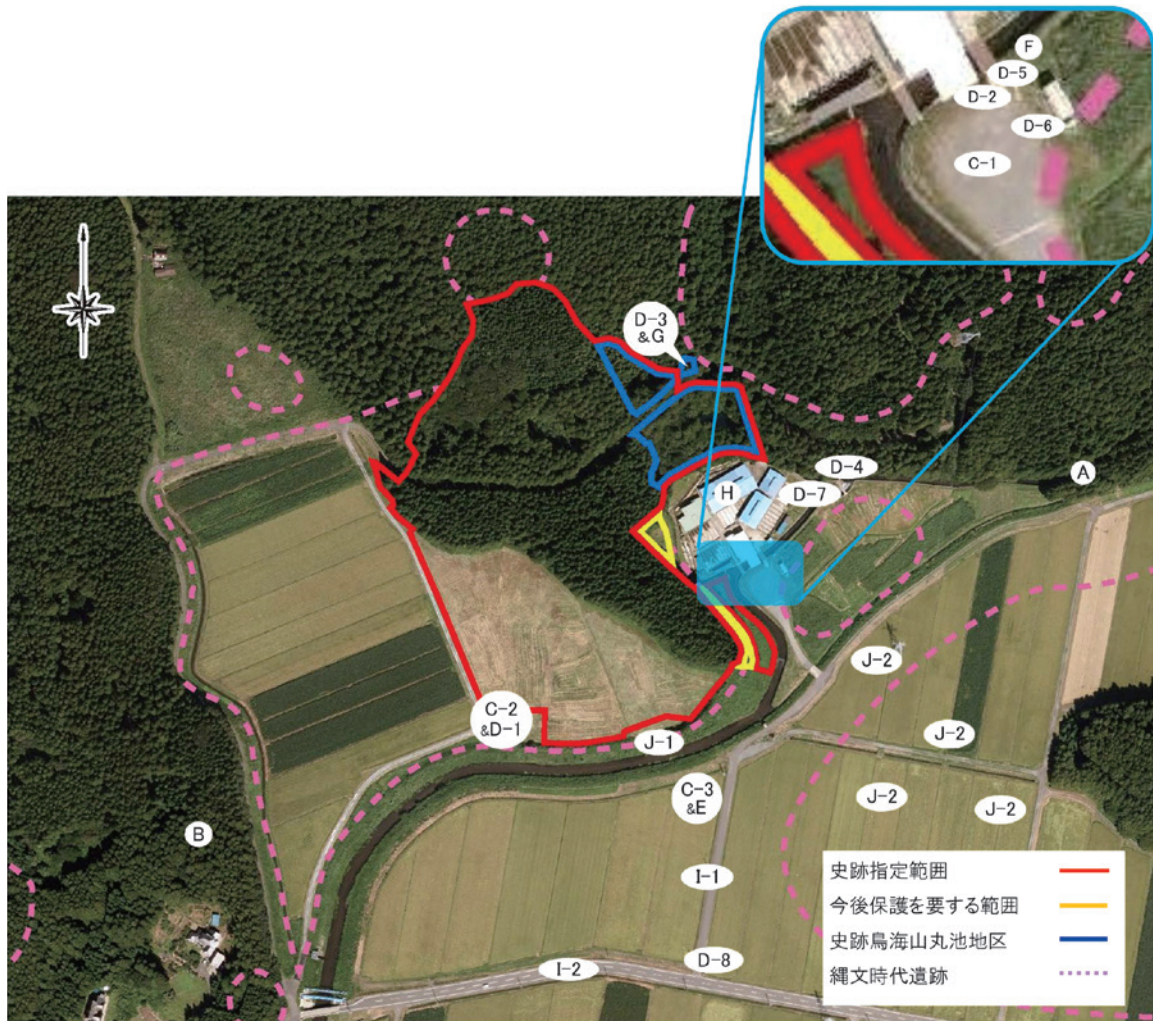 F
D-5
D-2
D-6
C-1
D-3
&G
D-4
A
H
D-7
J-2
C-2
&D-1
J-1
J-2
C-3
&E
J-2
J-2
B
I-1
D-8
I-2
史跡指定範囲
今後保護を要する範囲
史跡鳥海山丸池地区
縄文時代遺跡